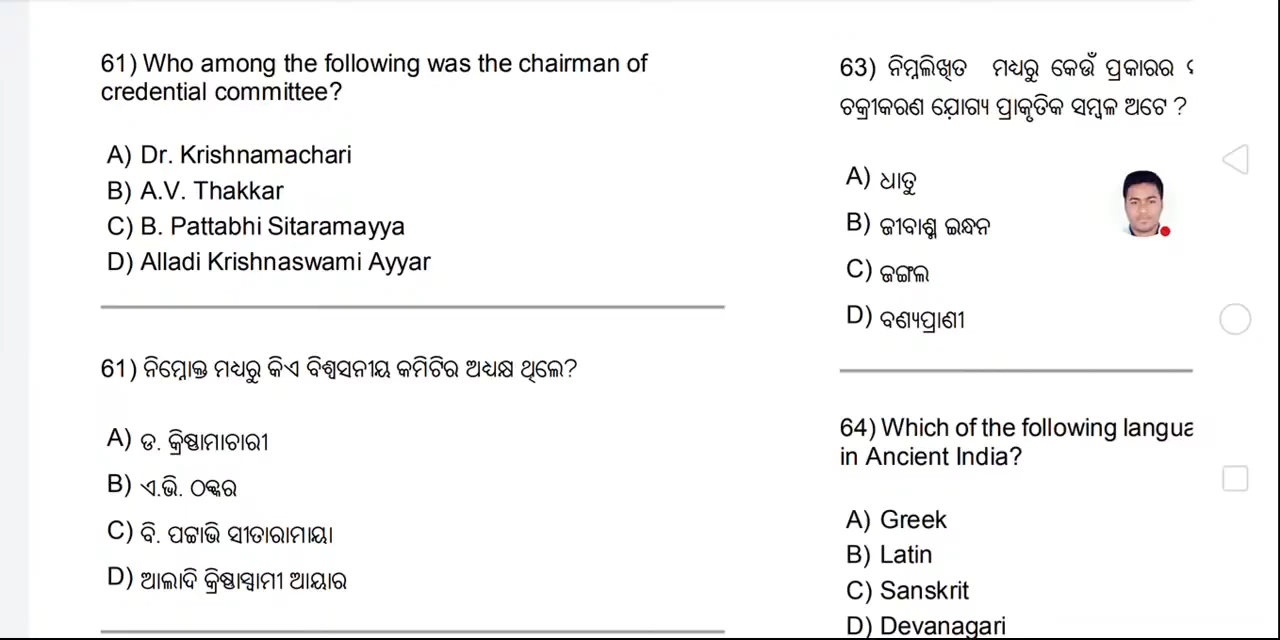 61) Who among the following was the chairman of
credential committee?
A) Dr. Krishnamachari
B) A.V. Thakkar
C) B. Pattabhi Sitaramayya
D) Alladi Krishnaswami Ayyar
61) ନିମ୍ନୋକ୍ତ ମଧ୍ୟରୁ କିଏ ବିଶ୍ୱସନୀୟ କମିଟିର ଅଧ୍ୟକ୍ଷ ଥିଲେ?
A) ଡ. କ୍ରିଷ୍ଣାମାଚାରୀ
B) ଏ.ଭି. ଠକ୍କର
C) ବି. ପଟ୍ଟାଭି ସୀତାରାମାୟା
D) ଆଲାଦି କ୍ରିଷ୍ଣାସ୍ୱାମୀ ଆୟାର
63) ନିମ୍ନଲିଖିତ ମଧ୍ୟରୁ କେଉଁ ପ୍ରକାରର
ଚକ୍ରୀକରଣ ଯୋଗ୍ୟ ପ୍ରାକୃତିକ ସମ୍ବଳ ଅଟେ ?
A) ଧାତୁ
B) ଜୀବାଶ୍ମ ଇନ୍ଧନ
C) ଜଙ୍ଗଲ
D) ବଣ୍ୟପ୍ରାଣୀ
64) Which of the following
in Ancient India?
A) Greek
B) Latin
C) Sanskrit
D) Devanagari